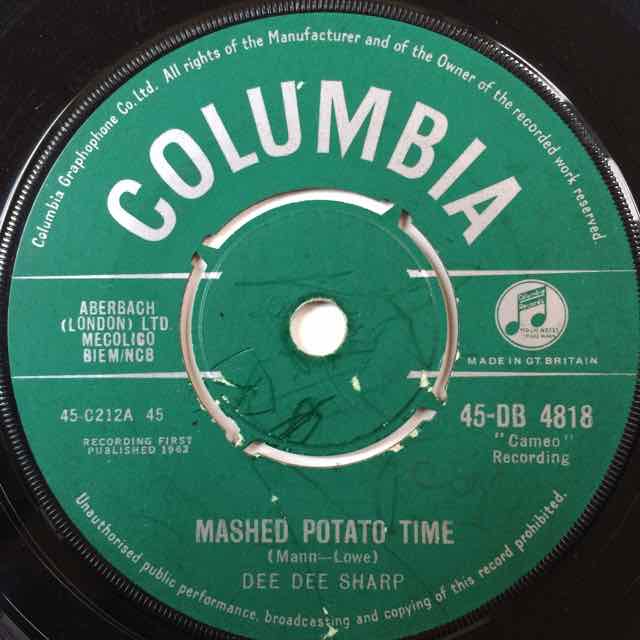 Columbia Graphophone Co. Ltd. All rights of the Manufacturer and of the Owner of the recorded work reserved.
COLUMBIA
ABERBACH
(LONDON) LTD.
MECOLICO
BIEM/NCB
Columbia
Records
MADE IN GT. BRITAIN
45-C212A 45
RECORDING FIRST
PUBLISHED 1962
45-DB 4818
"Cameo"
Recording
MASHED POTATO TIME
(Mann—Lowe)
DEE DEE SHARP
Unauthorised public performance, broadcasting and copying of this record prohibited.